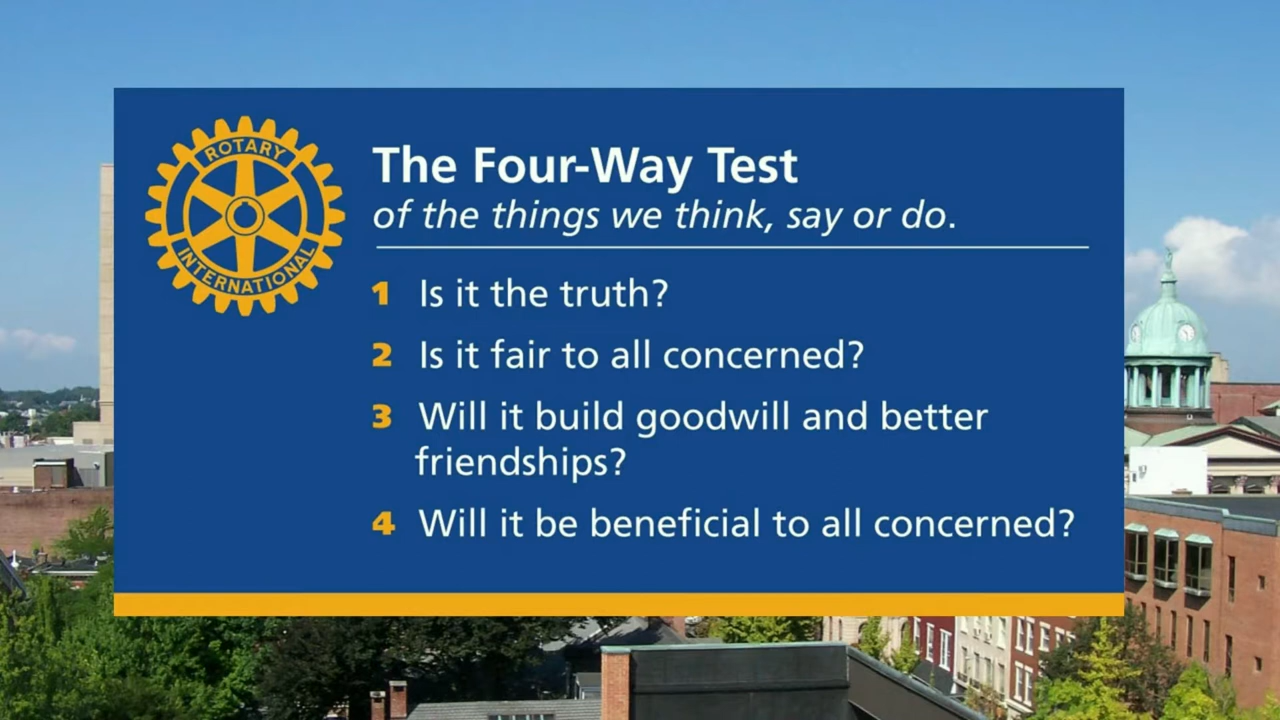 ROTARY
INTERNATIONAL
The Four-Way Test
of the things we think, say or do.
1 Is it the truth?
2 Is it fair to all concerned?
3 Will it build goodwill and better
friendships?
4 Will it be beneficial to all concerned?